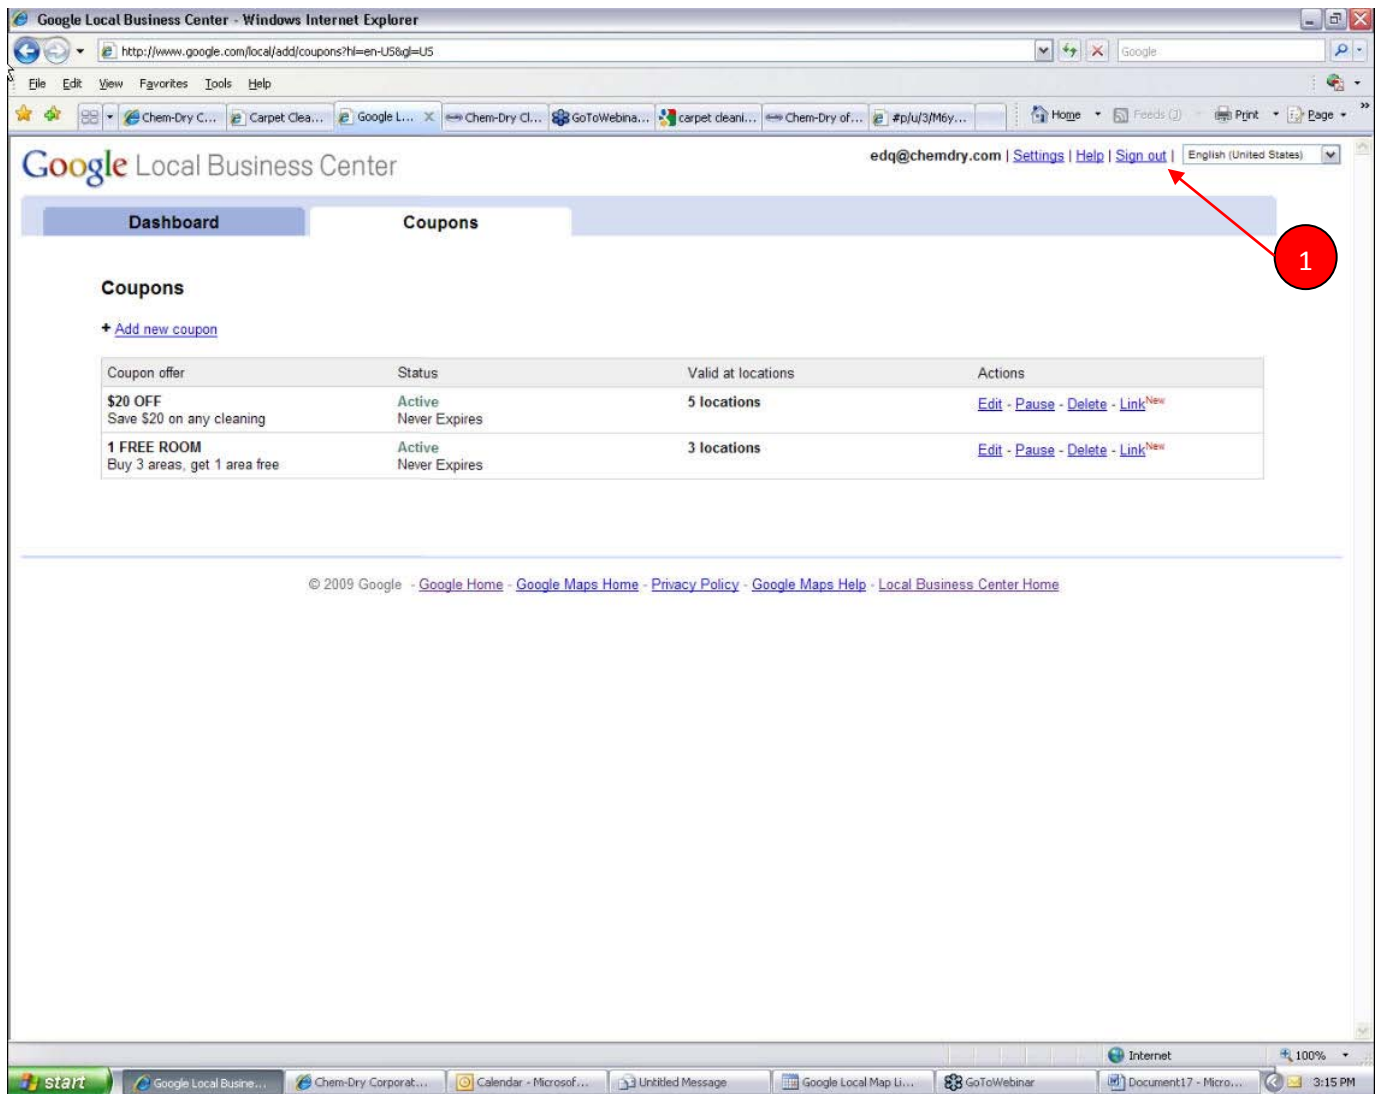 Google Local Business Center - Windows Internet Explorer
http://www.google.com/local/add/coupons?hl=en-US&gl=US
Google
File Edit View Favorites Tools Help
Chem-Dry C... Carpet Clea... Google L... X Chem-Dry Cl... GoToWebina... carpet cleani... Chem-Dry of... #p/u/3/M6y... Home Feeds (J) Print Page »
Google Local Business Center
edq@chemdry.com | Settings | Help | Sign out | English (United States)
Dashboard Coupons
1
Coupons
+ Add new coupon
Coupon offer Status Valid at locations Actions
$20 OFF Active 5 locations Edit - Pause - Delete - Link New
Save $20 on any cleaning Never Expires
1 FREE ROOM Active 3 locations Edit - Pause - Delete - Link New
Buy 3 areas, get 1 area free Never Expires
© 2009 Google - Google Home - Google Maps Home - Privacy Policy - Google Maps Help - Local Business Center Home
Internet 100%
start Google Local Busine... Chem-Dry Corporat... Calendar - Microsof... Untitled Message Google Local Map Li... GoToWebinar Document17 - Micro... 3:15 PM